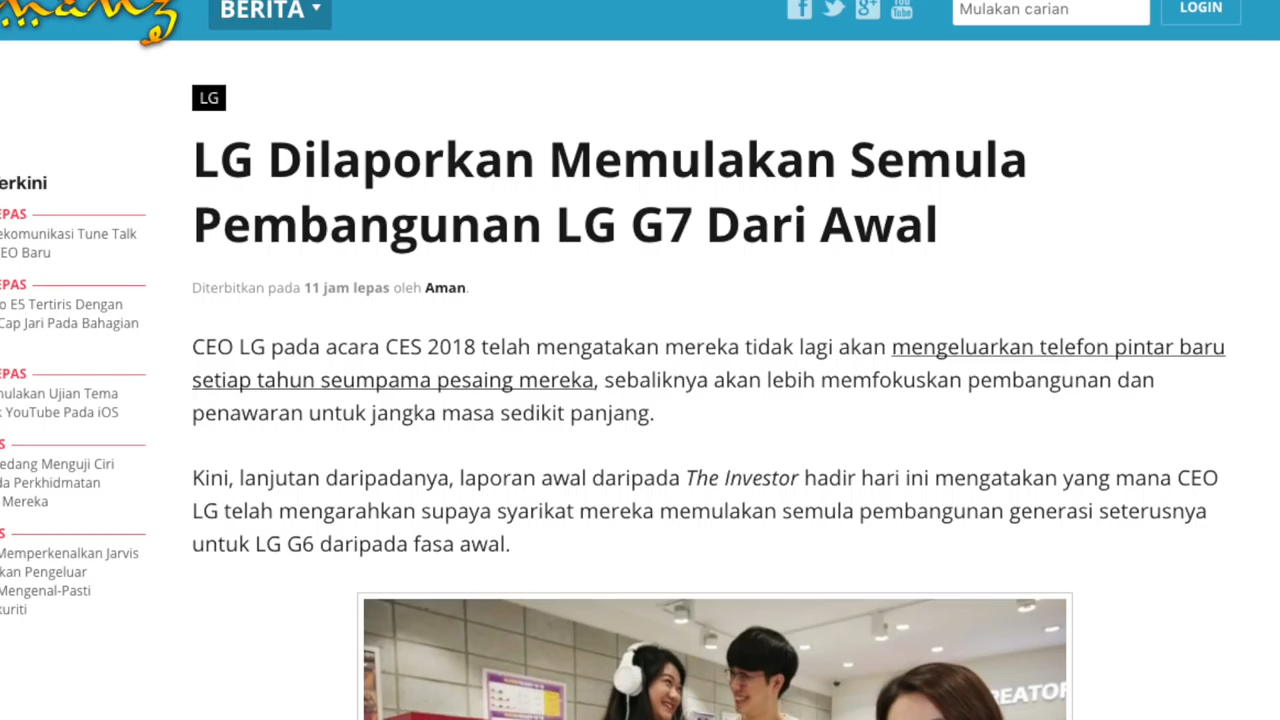 BERITA
Mulakan carian
LOGIN
LG
LG Dilaporkan Memulakan Semula
Pembangunan LG G7 Dari Awal
Diterbitkan pada 11 jam lepas oleh Aman.
CEO LG pada acara CES 2018 telah mengatakan mereka tidak lagi akan mengeluarkan telefon pintar baru
setiap tahun seumpama pesaing mereka, sebaliknya akan lebih memfokuskan pembangunan dan
penawaran untuk jangka masa sedikit panjang.
Kini, lanjutan daripadanya, laporan awal daripada The Investor hadir hari ini mengatakan yang mana CEO
LG telah mengarahkan supaya syarikat mereka memulakan semula pembangunan generasi seterusnya
untuk LG G6 daripada fasa awal.
erkini
EPAS
ekomunikasi Tune Talk
EO Baru
EPAS
o E5 Tertiris Dengan
Cap Jari Pada Bahagian
EPAS
nulakan Ujian Tema
YouTube Pada iOS
S
edang Menguji Ciri
da Perkhidmatan
Mereka
S
Memperkenalkan Jarvis
kan Pengeluar
Mengenal-Pasti
kuriti
REATOR